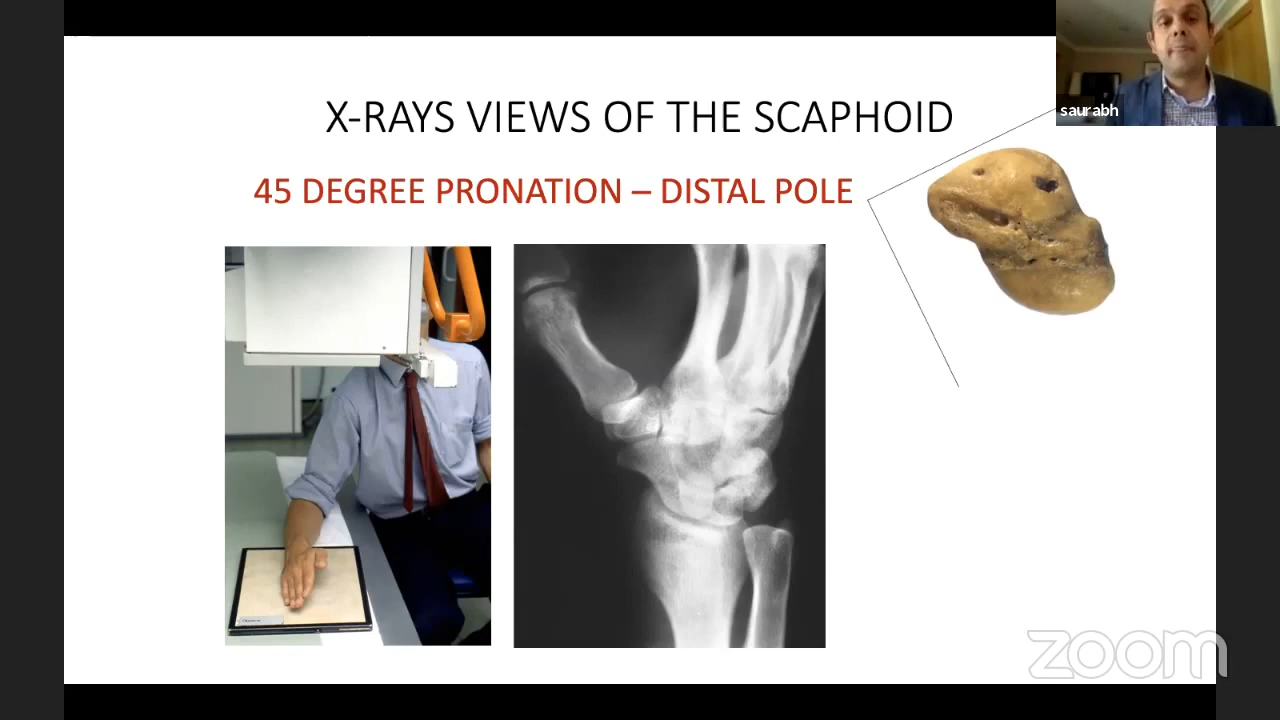 X-RAYS VIEWS OF THE SCAPHOID
saurabh
45 DEGREE PRONATION – DISTAL POLE
zoom